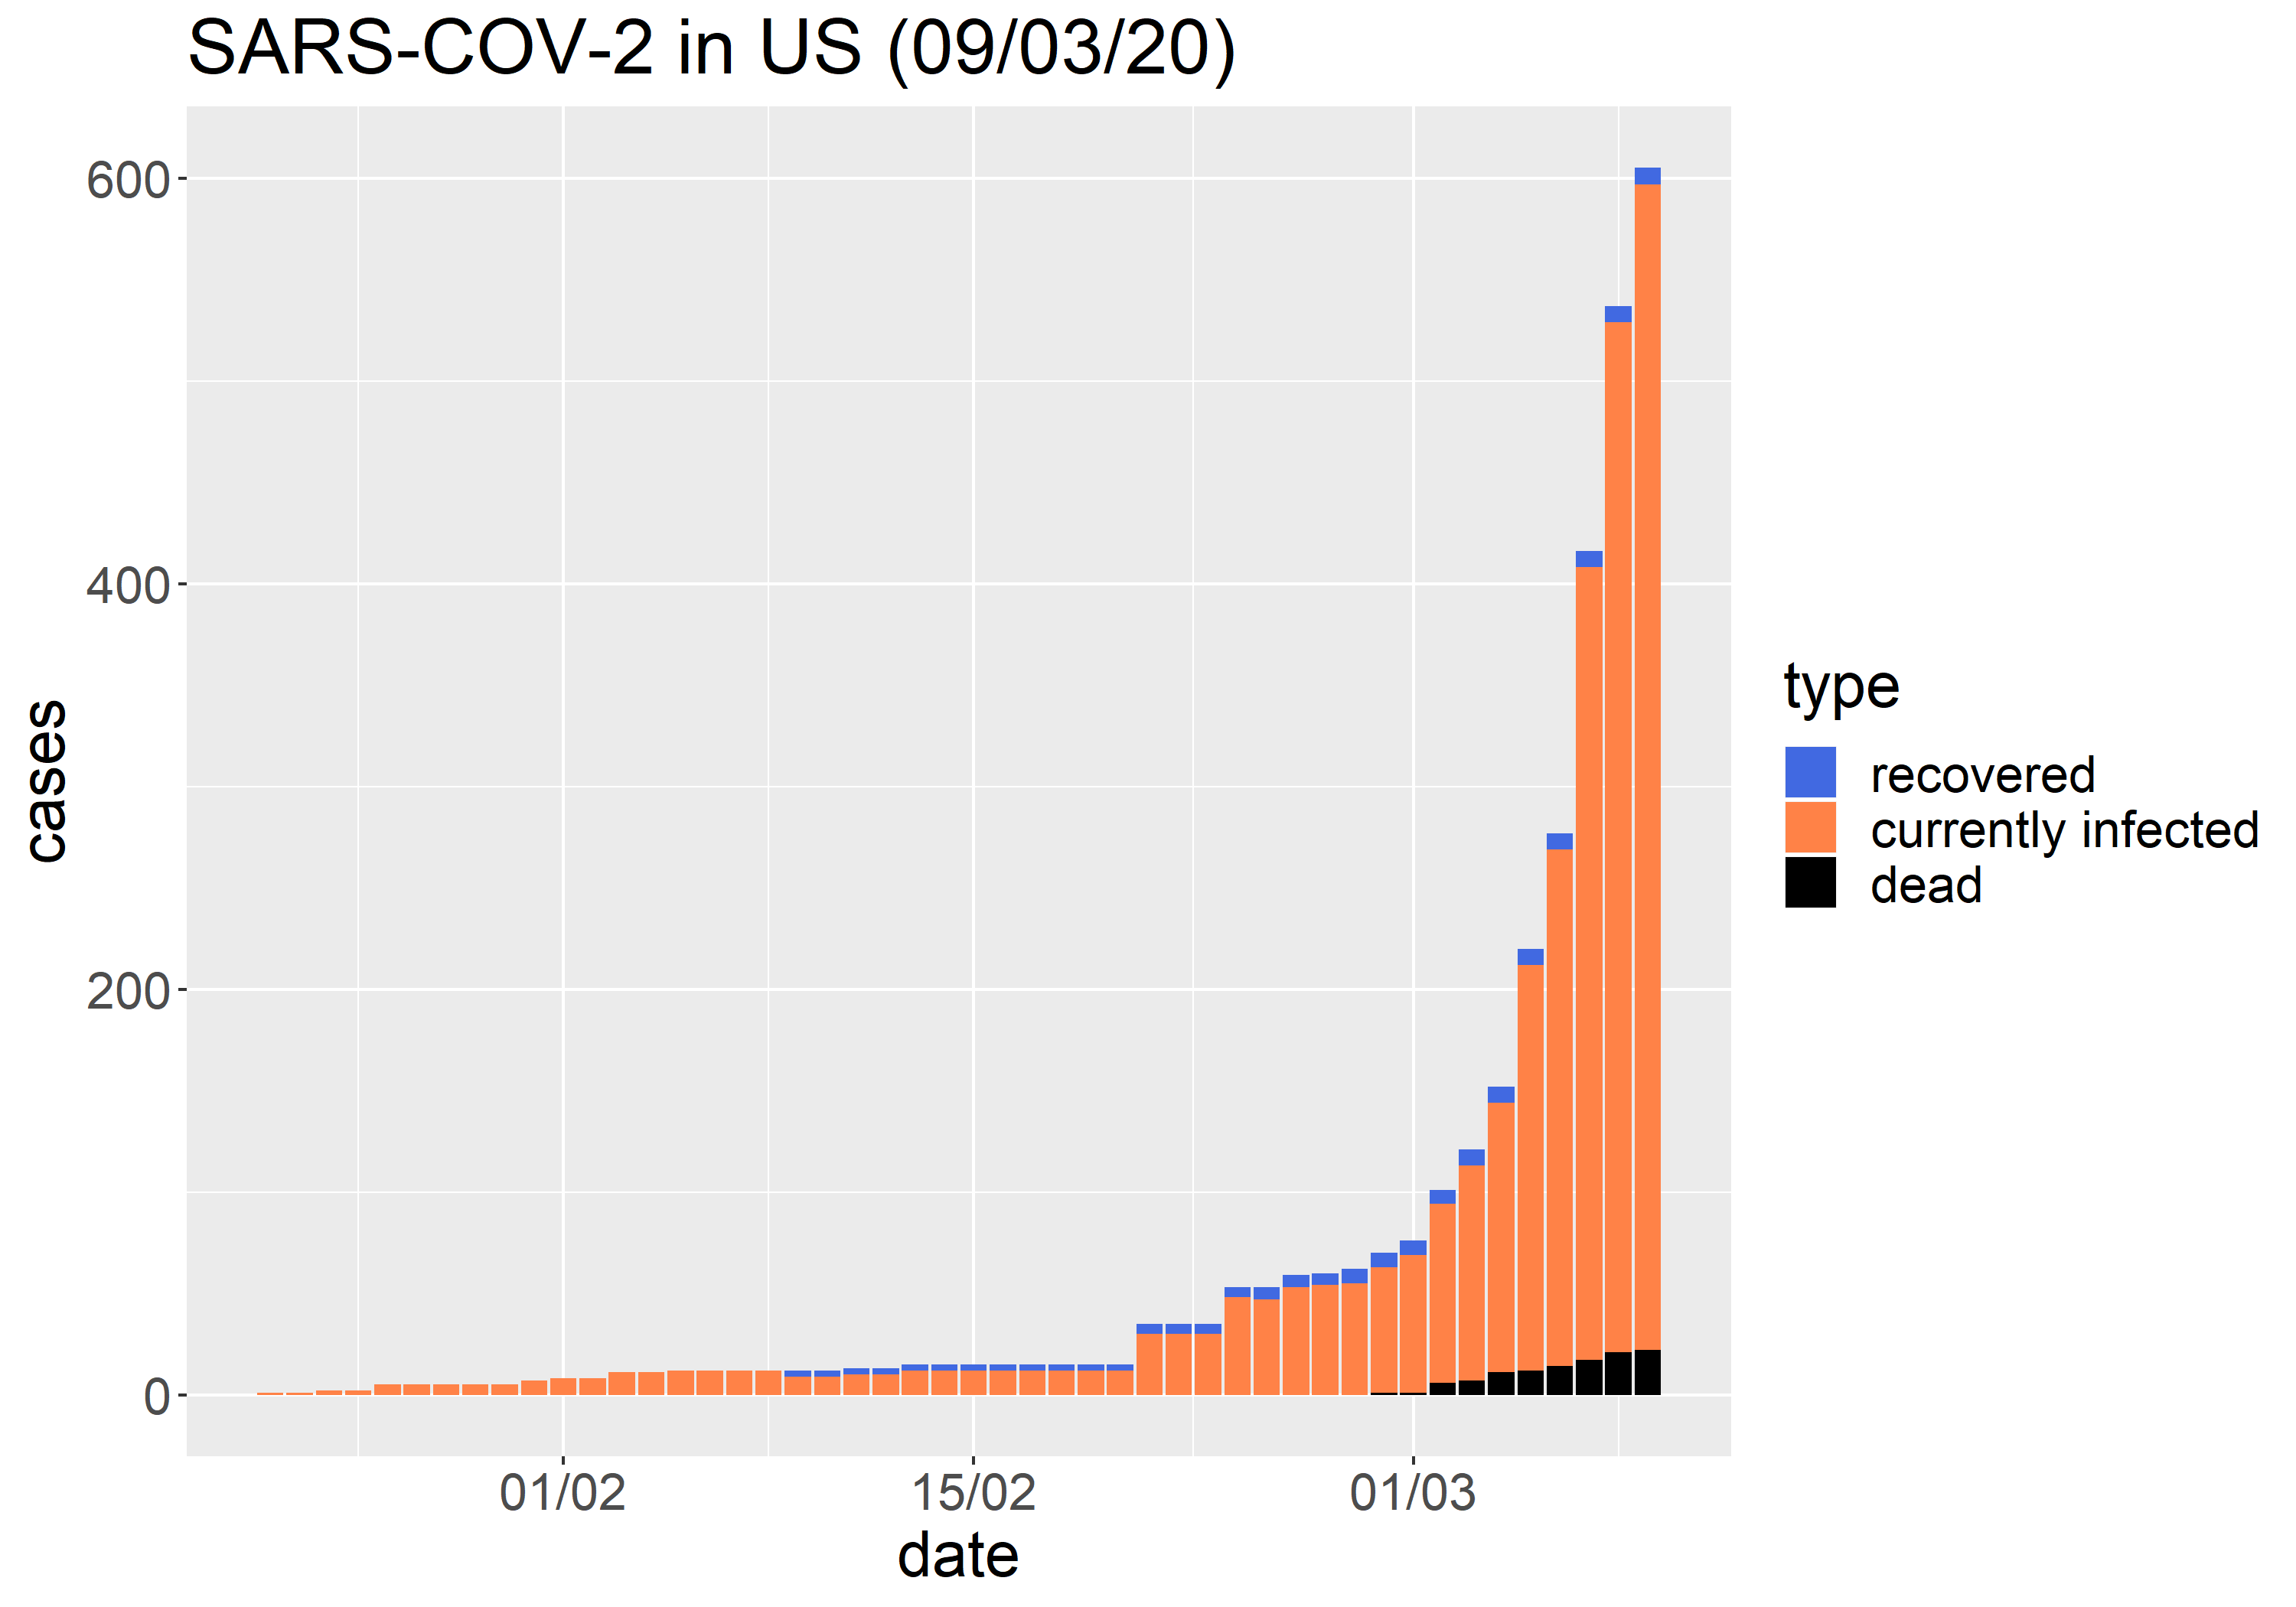 SARS-COV-2 in US (09/03/20)
600
400
200
0
cases
01/02
15/02
01/03
date
type
recovered
currently infected
dead